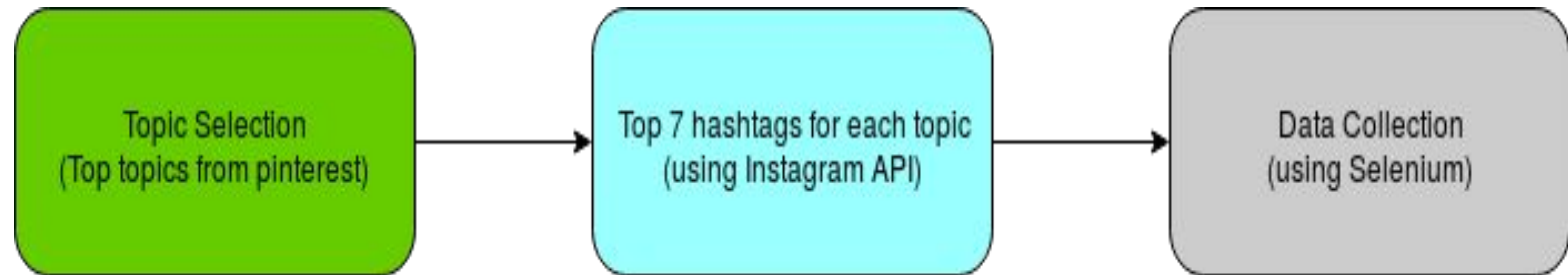 Topic Selection
(Top topics from pinterest)
Top 7 hashtags for each topic
(using Instagram API)
Data Collection
(using Selenium)